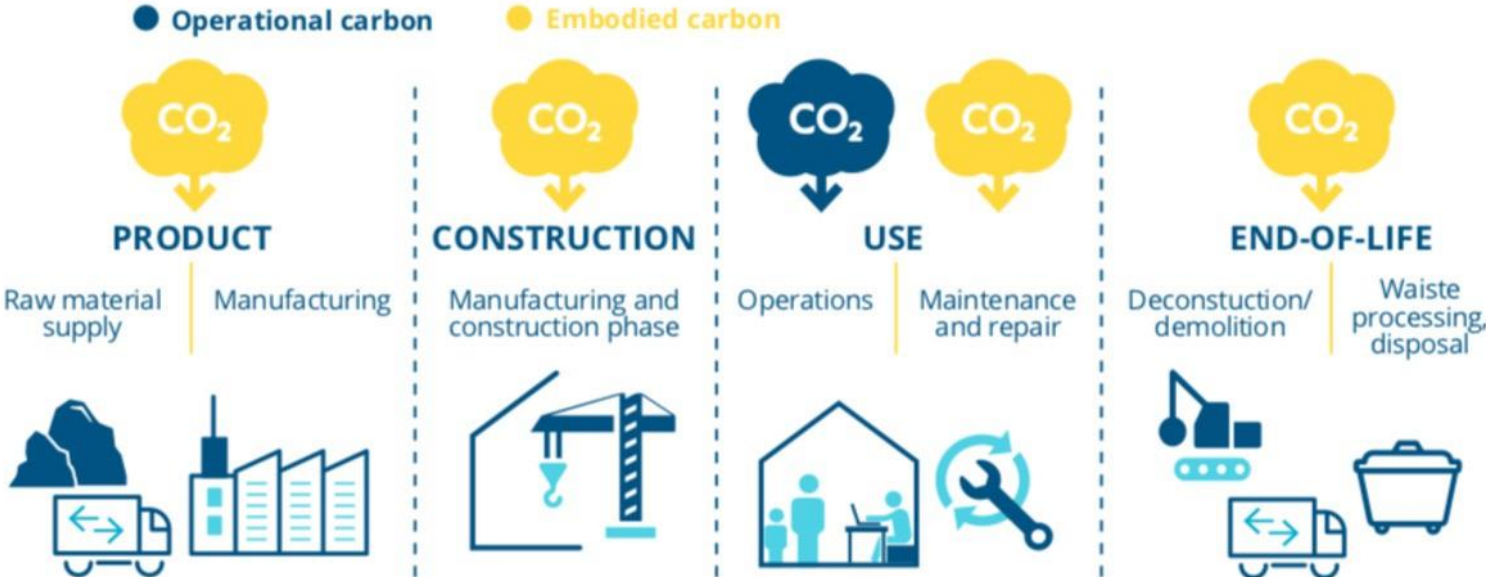 Operational carbon
Embodied carbon
CO₂
CO₂
CO₂
CO₂
CO₂
PRODUCT
Raw material
supply
Manufacturing
CONSTRUCTION
Manufacturing and
construction phase
USE
Operations
Maintenance
and repair
END-OF-LIFE
Deconstuction/
demolition
Waiste
processing,
disposal